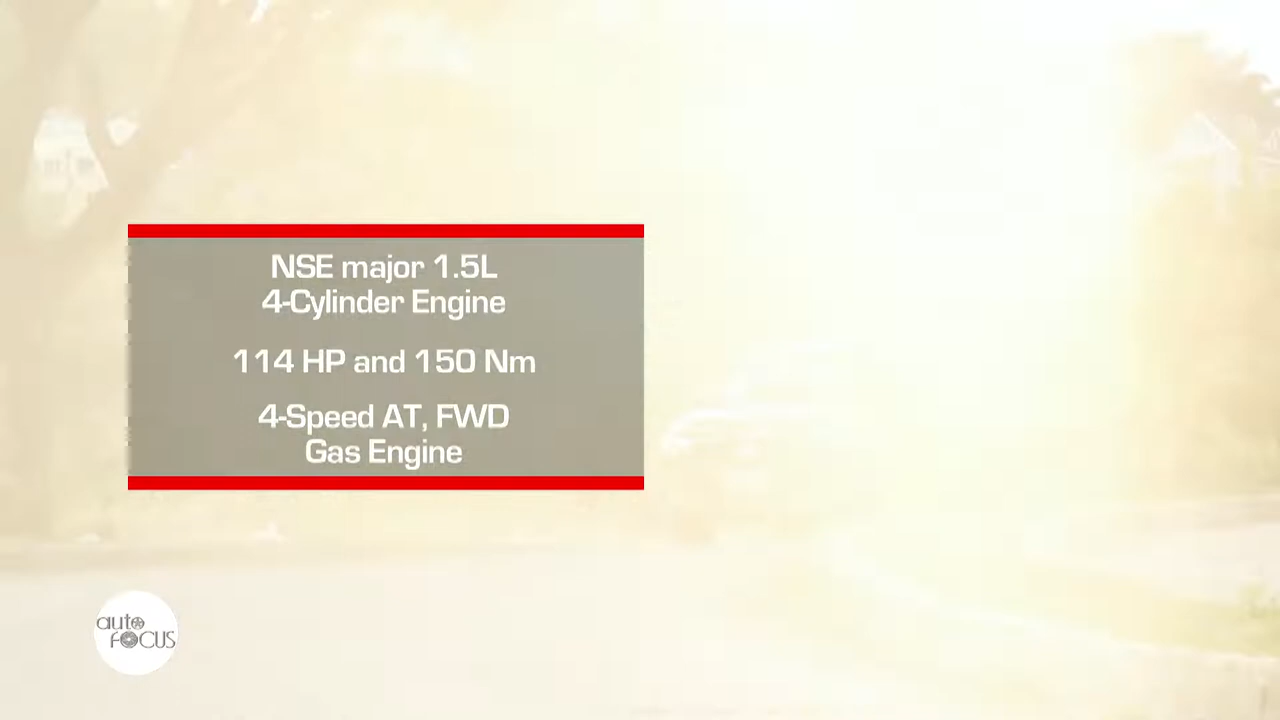 NSE major 1.5L
4-Cylinder Engine
114 HP and 150 Nm
4-Speed AT, FWD
Gas Engine
auto
FOCUS